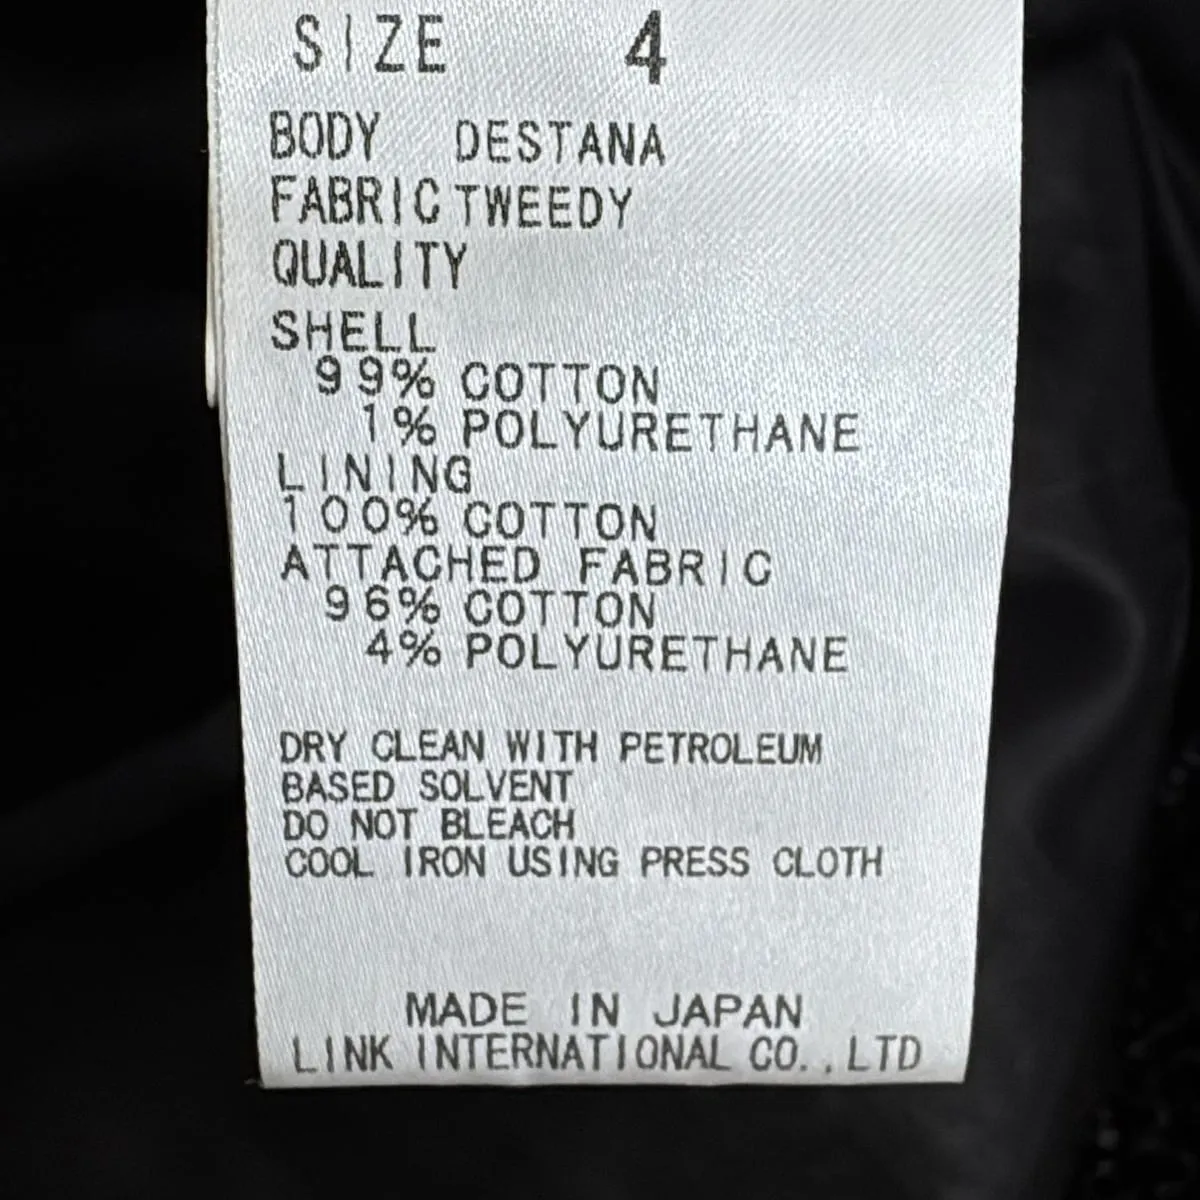 SIZE 4
BODY DESTANA
FABRIC TWEEDY
QUALITY
SHELL
99% COTTON
1% POLYURETHANE
LINING
100% COTTON
ATTACHED FABRIC
96% COTTON
4% POLYURETHANE
DRY CLEAN WITH PETROLEUM
BASED SOLVENT
DO NOT BLEACH
COOL IRON USING PRESS CLOTH
MADE IN JAPAN
LINK INTERNATIONAL CO.,LTD